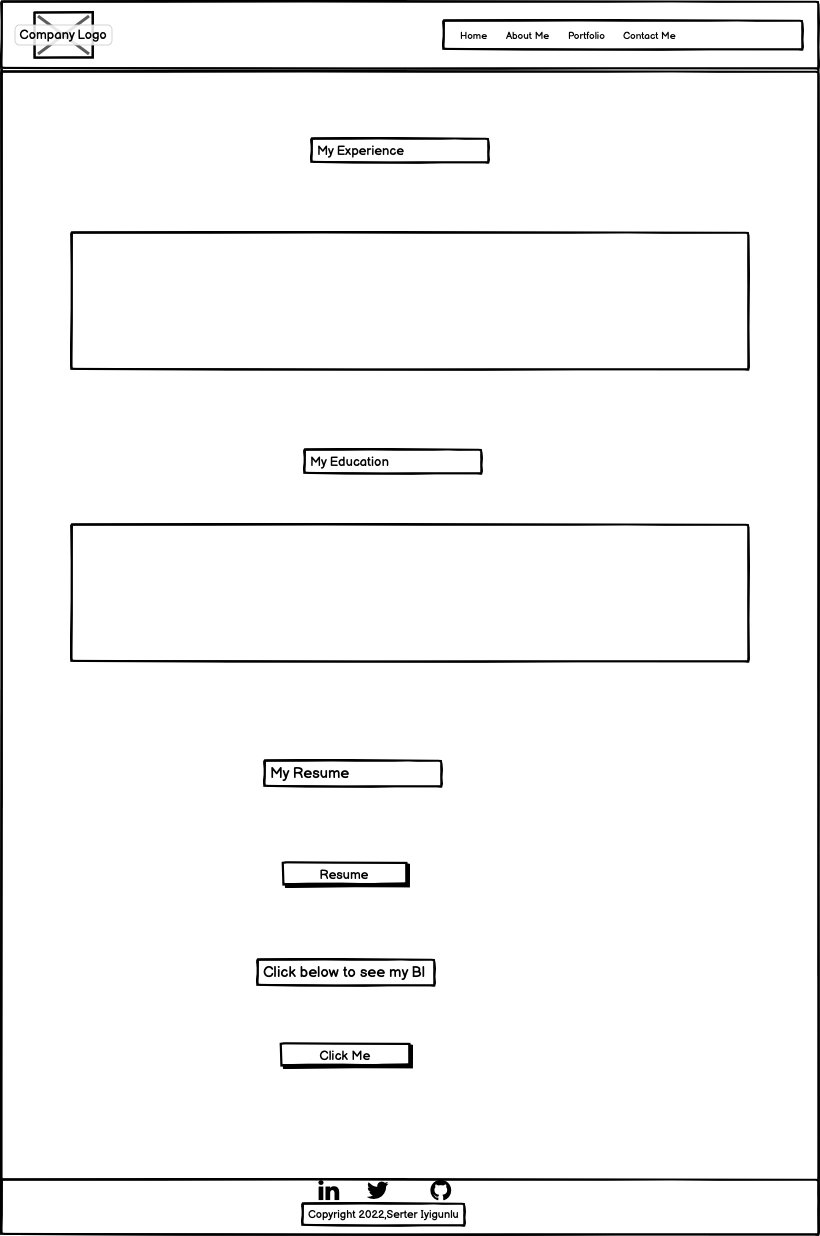 Company Logo
Home About Me Portfolio Contact Me
My Experience
My Education
My Resume
Resume
Click below to see my Bl
Click Me
in
Copyright 2022,Serter Iyigunlu